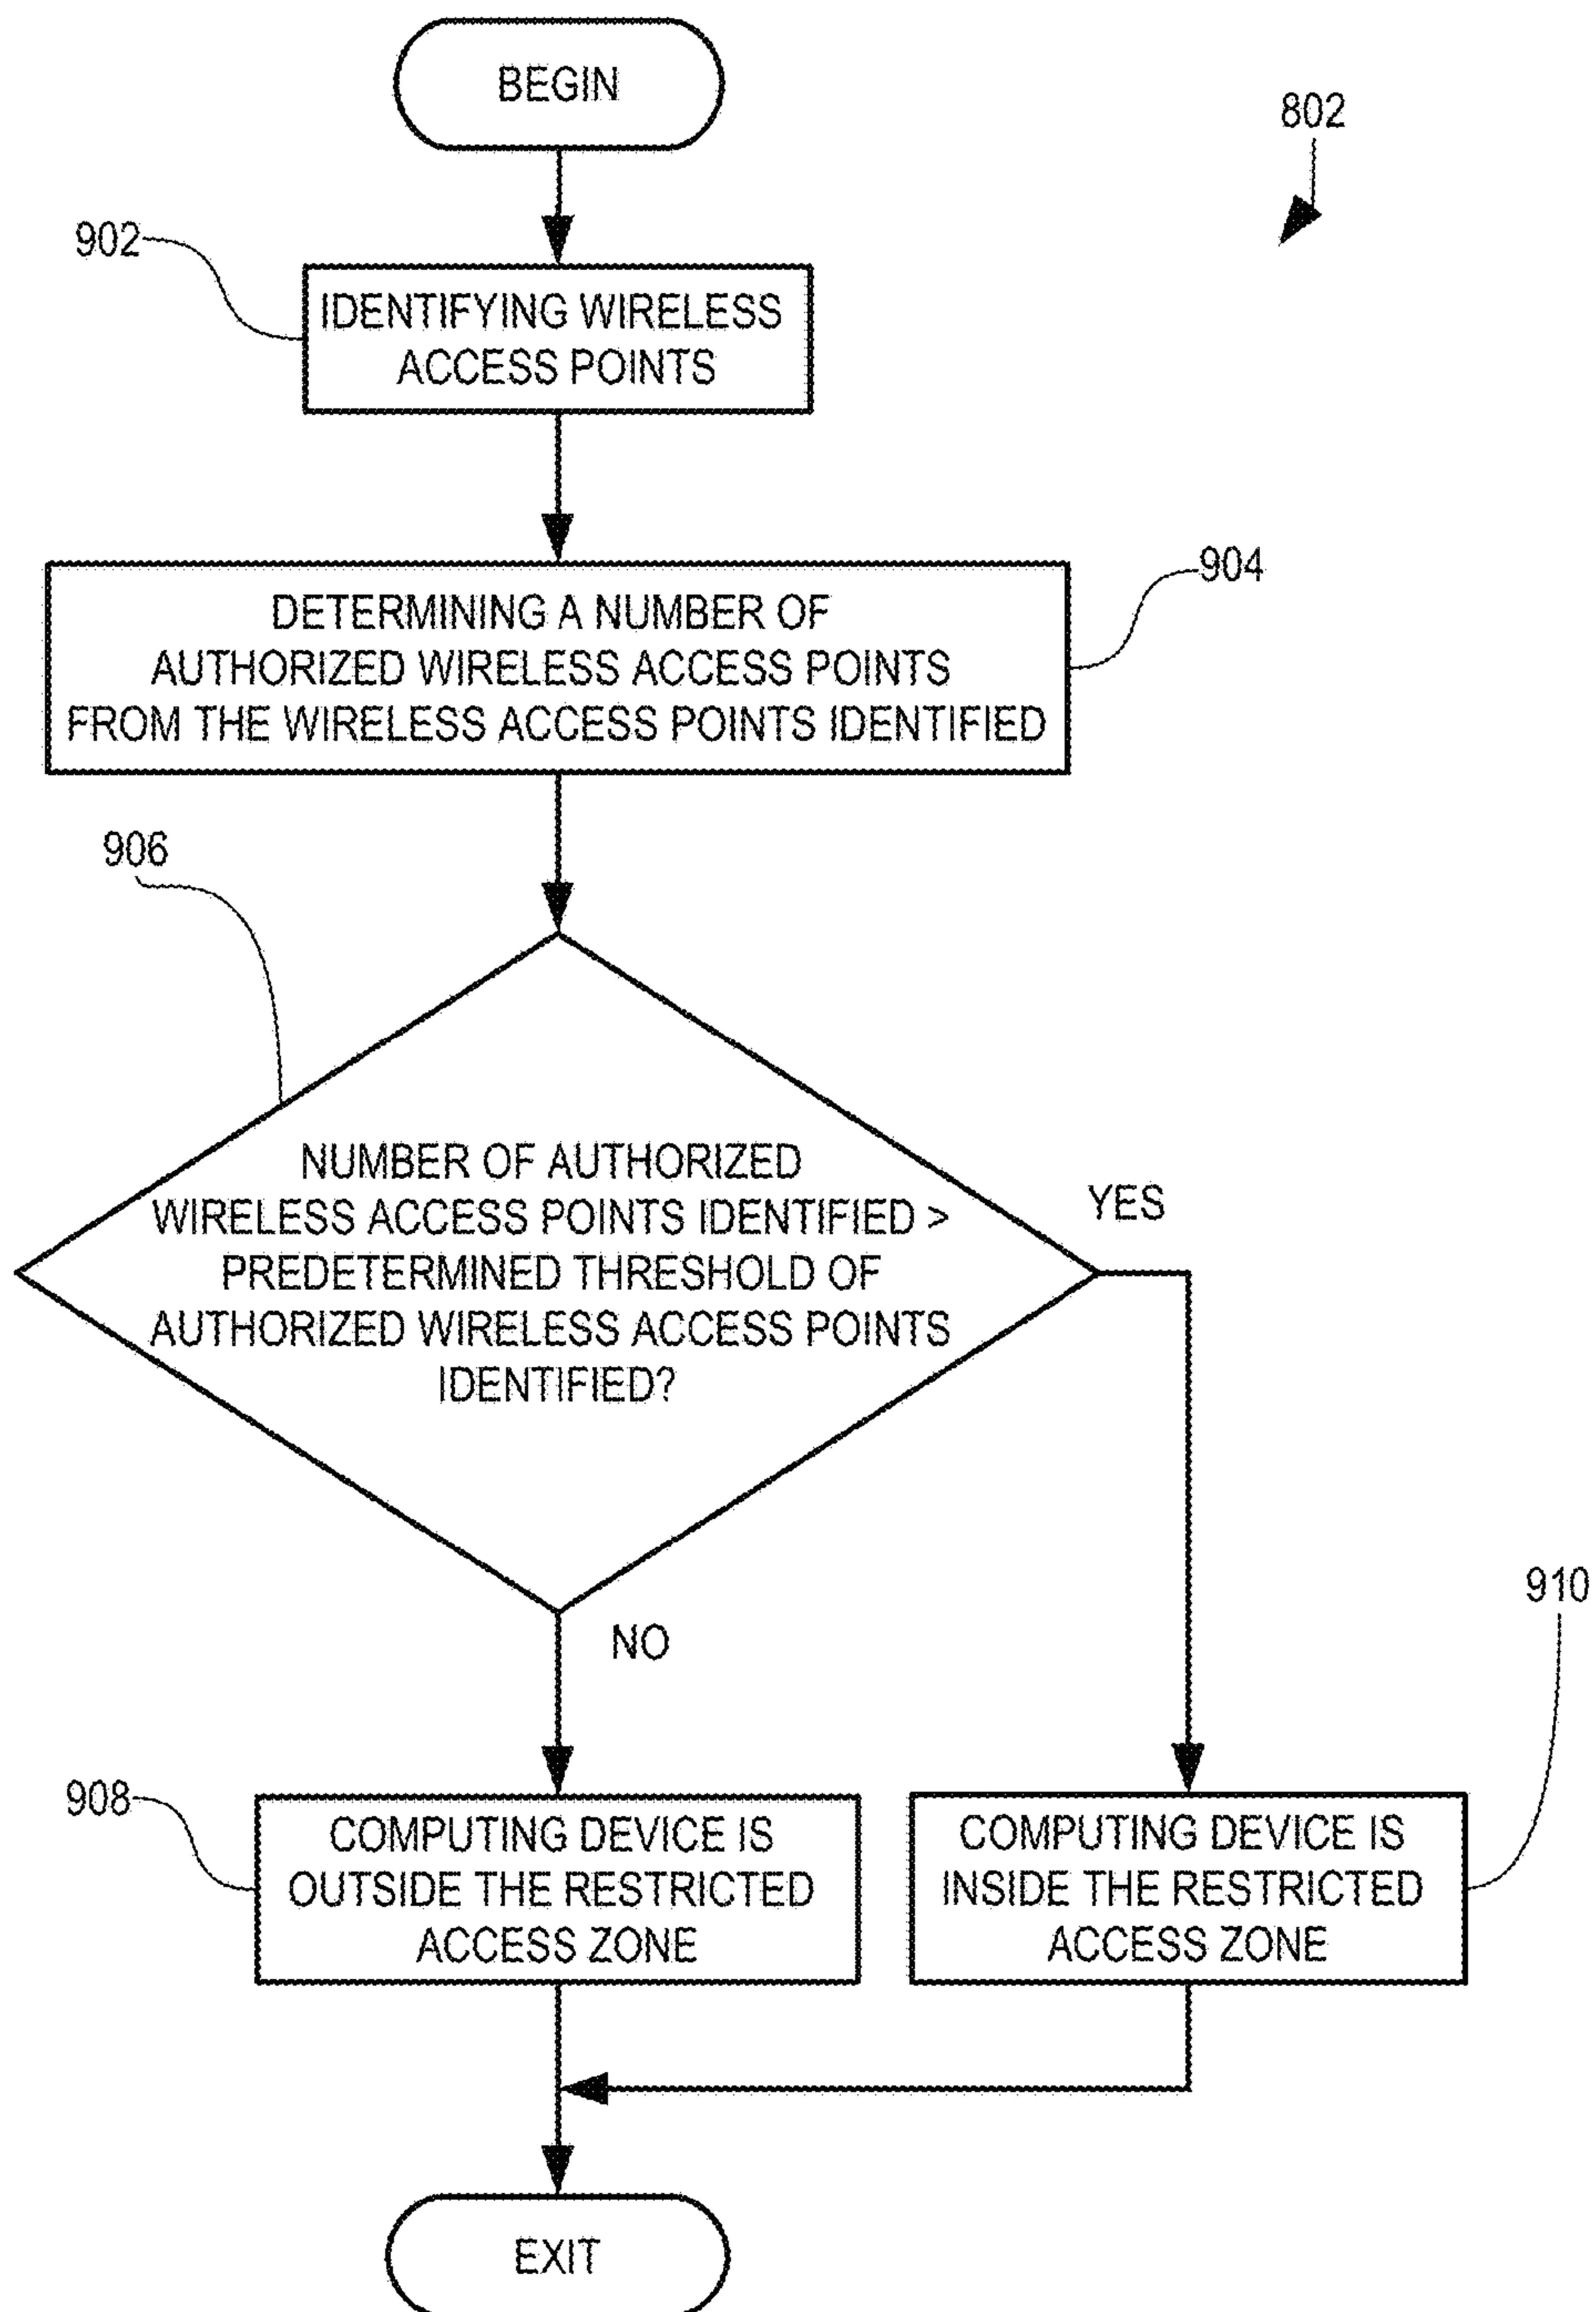 BEGIN
802
902
IDENTIFYING WIRELESS
ACCESS POINTS
904
DETERMINING A NUMBER OF
AUTHORIZED WIRELESS ACCESS POINTS
FROM THE WIRELESS ACCESS POINTS IDENTIFIED
906
NUMBER OF AUTHORIZED
WIRELESS ACCESS POINTS IDENTIFIED >
PREDETERMINED THRESHOLD OF
AUTHORIZED WIRELESS ACCESS POINTS
IDENTIFIED?
YES
NO
910
908
COMPUTING DEVICE IS
OUTSIDE THE RESTRICTED
ACCESS ZONE
COMPUTING DEVICE IS
INSIDE THE RESTRICTED
ACCESS ZONE
EXIT